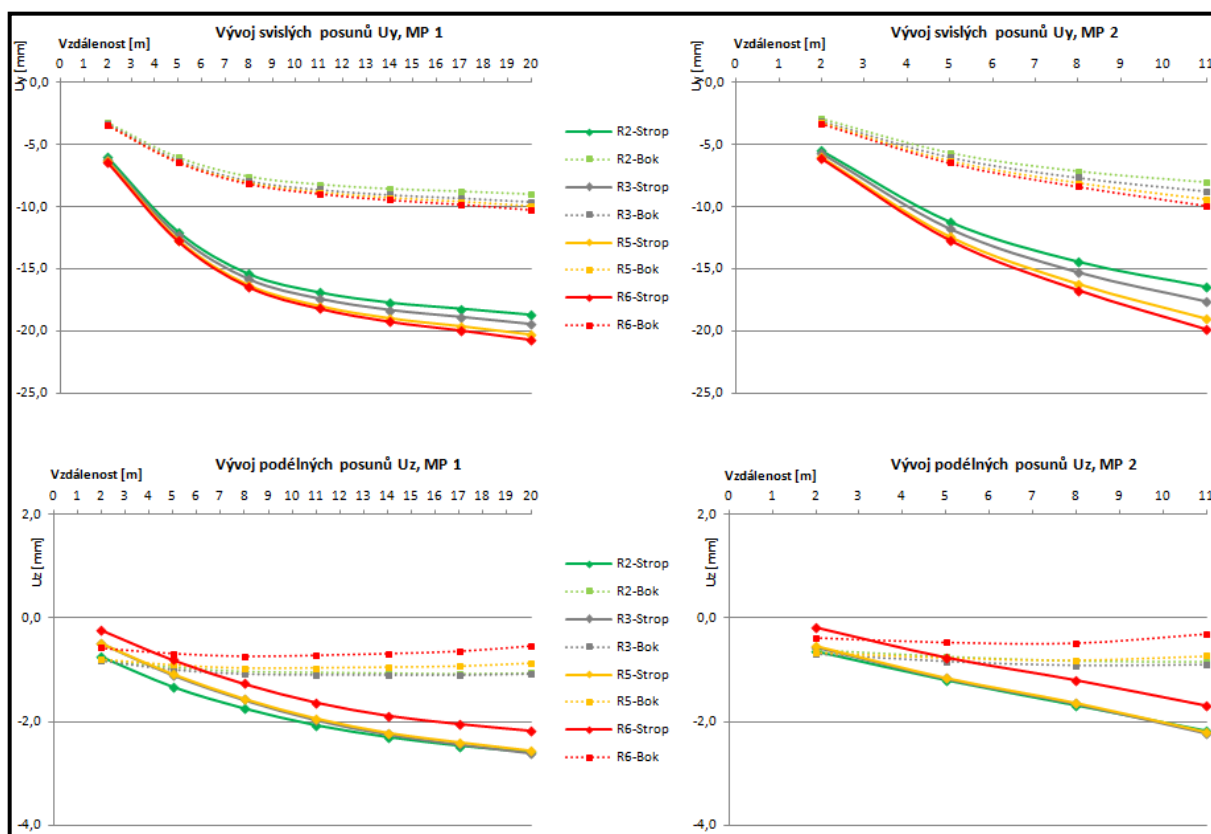 Vývoj svislých posunů Uy, MP 1
Vzdálenost [m]
0 1 2 3 4 5 6 7 8 9 10 11 12 13 14 15 16 17 18 19 20
Uy [mm]
0,0
-5,0
-10,0
-15,0
-20,0
-25,0
R2-Strop
R2-Bok
R3-Strop
R3-Bok
R5-Strop
R5-Bok
R6-Strop
R6-Bok
Vývoj svislých posunů Uy, MP 2
Vzdálenost [m]
0 1 2 3 4 5 6 7 8 9 10 11
Uy [mm]
0,0
-5,0
-10,0
-15,0
-20,0
-25,0
Vývoj podélných posunů Uz, MP 1
Vzdálenost [m]
0 1 2 3 4 5 6 7 8 9 10 11 12 13 14 15 16 17 18 19 20
Uz [mm]
2,0
0,0
-2,0
-4,0
R2-Strop
R2-Bok
R3-Strop
R3-Bok
R5-Strop
R5-Bok
R6-Strop
R6-Bok
Vývoj podélných posunů Uz, MP 2
Vzdálenost [m]
0 1 2 3 4 5 6 7 8 9 10 11
Uz [mm]
2,0
0,0
-2,0
-4,0